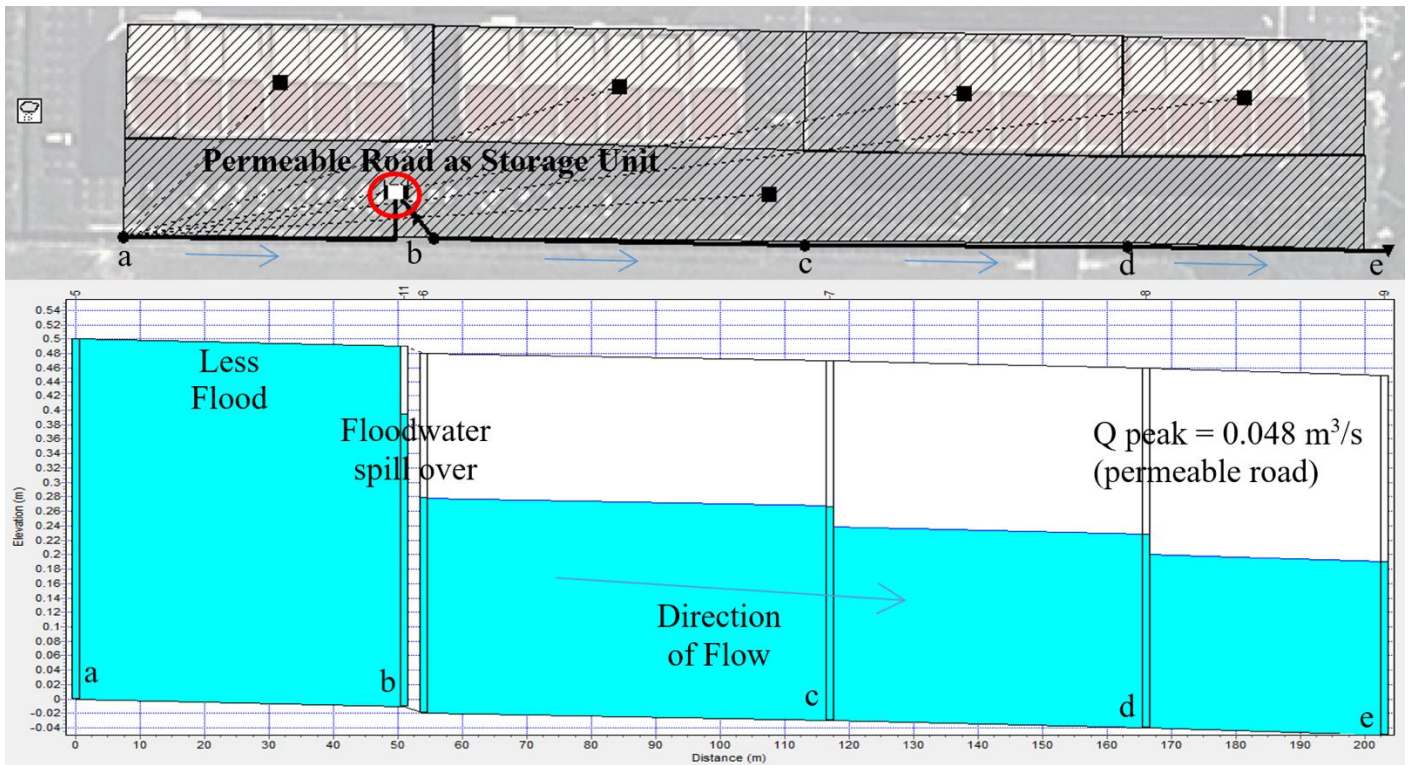 Permeable Road as Storage Unit
a
b
c
d
e
-5
-11
-6
-7
-8
-9
0.54
0.52
0.5
0.48
0.46
0.44
0.42
0.4
0.38
0.36
0.34
0.32
0.3
0.28
0.26
0.24
0.22
0.2
0.18
0.16
0.14
0.12
0.1
0.08
0.06
0.04
0.02
0
-0.02
-0.04
Elevation (m)
Less
Flood
Floodwater
spill over
Q peak = 0.048 m³/s
(permeable road)
Direction
of Flow
a
b
c
d
e
0 10 20 30 40 50 60 70 80 90 100 110 120 130 140 150 160 170 180 190 200
Distance (m)